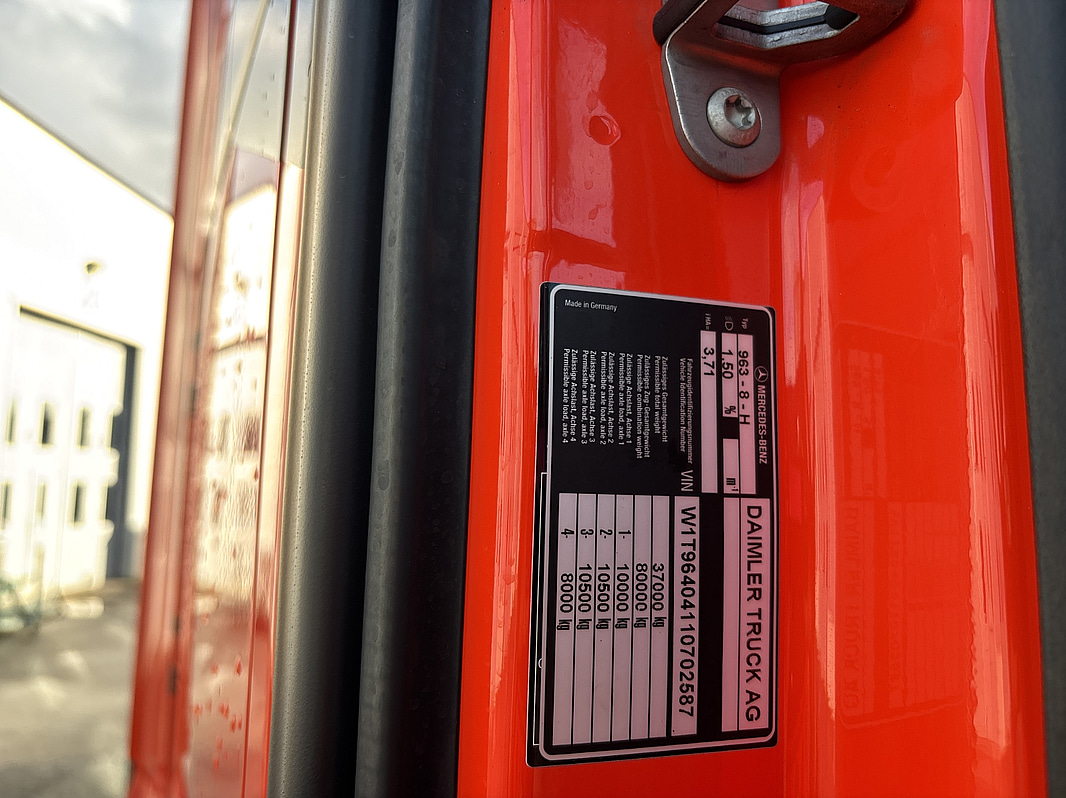 MERCEDES-BENZ
DAIMLER TRUCK AG
Typ 963 - 8 - H
1.50 % m⁻¹
i HA= 3,71
Fahrzeugidentifizierungsnummer
Vehicle Identification Number
VIN W1T96404110702587
Zulässiges Gesamtgewicht
Permissible total weight
37000 kg
Zulässiges Zug-Gesamtgewicht
Permissible combination weight
80000 kg
Zulässige Achslast, Achse 1
Permissible axle load, axle 1
1- 10000 kg
Zulässige Achslast, Achse 2
Permissible axle load, axle 2
2- 10500 kg
Zulässige Achslast, Achse 3
Permissible axle load, axle 3
3- 10500 kg
Zulässige Achslast, Achse 4
Permissible axle load, axle 4
4- 8000 kg
Made in Germany